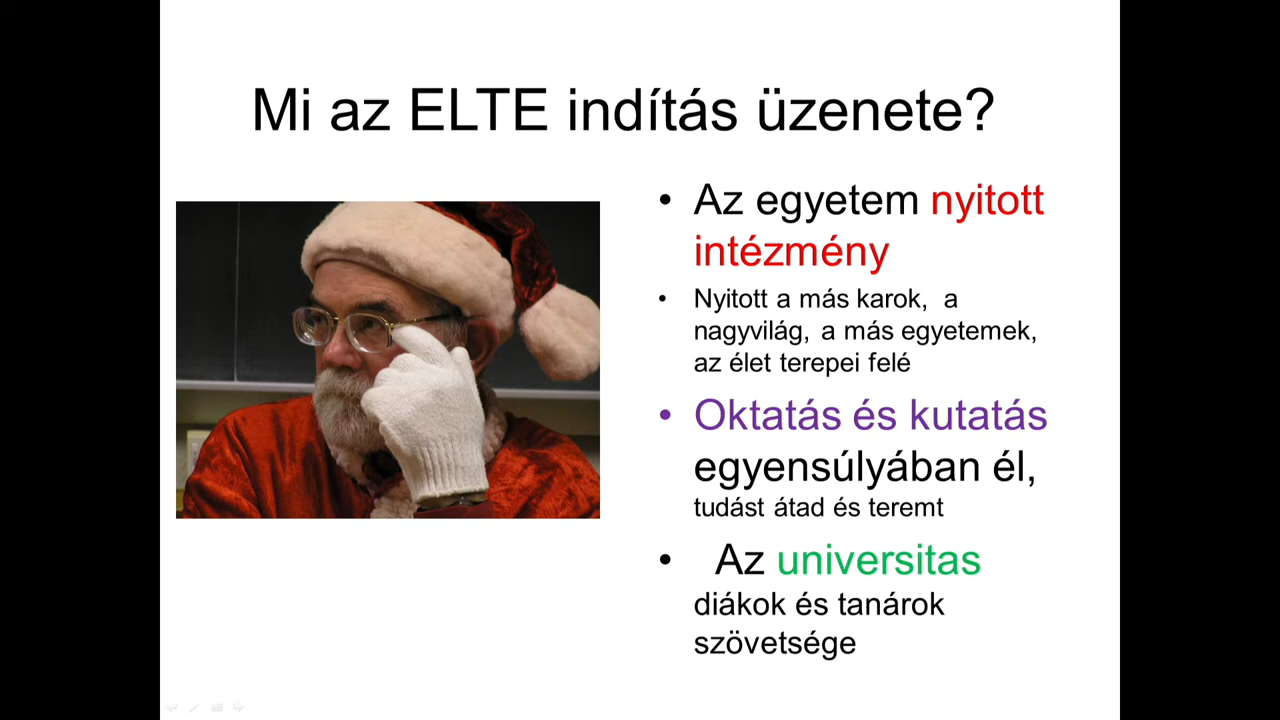 Mi az ELTE indítás üzenete?
• Az egyetem nyitott
intézmény
• Nyitott a más karok, a
nagyvilág, a más egyetemek,
az élet terepei felé
• Oktatás és kutatás
egyensúlyában él,
tudást átad és teremt
• Az universitas
diákok és tanárok
szövetsége